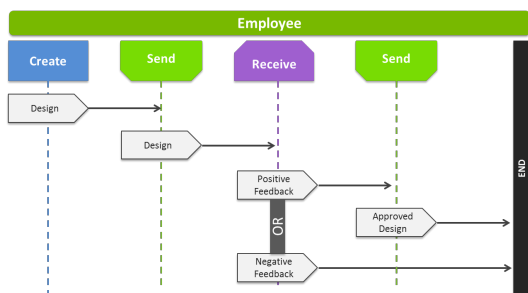 Employee
Create
Send
Receive
Send
Design
Design
Positive
Feedback
Approved
Design
OR
Negative
Feedback
END